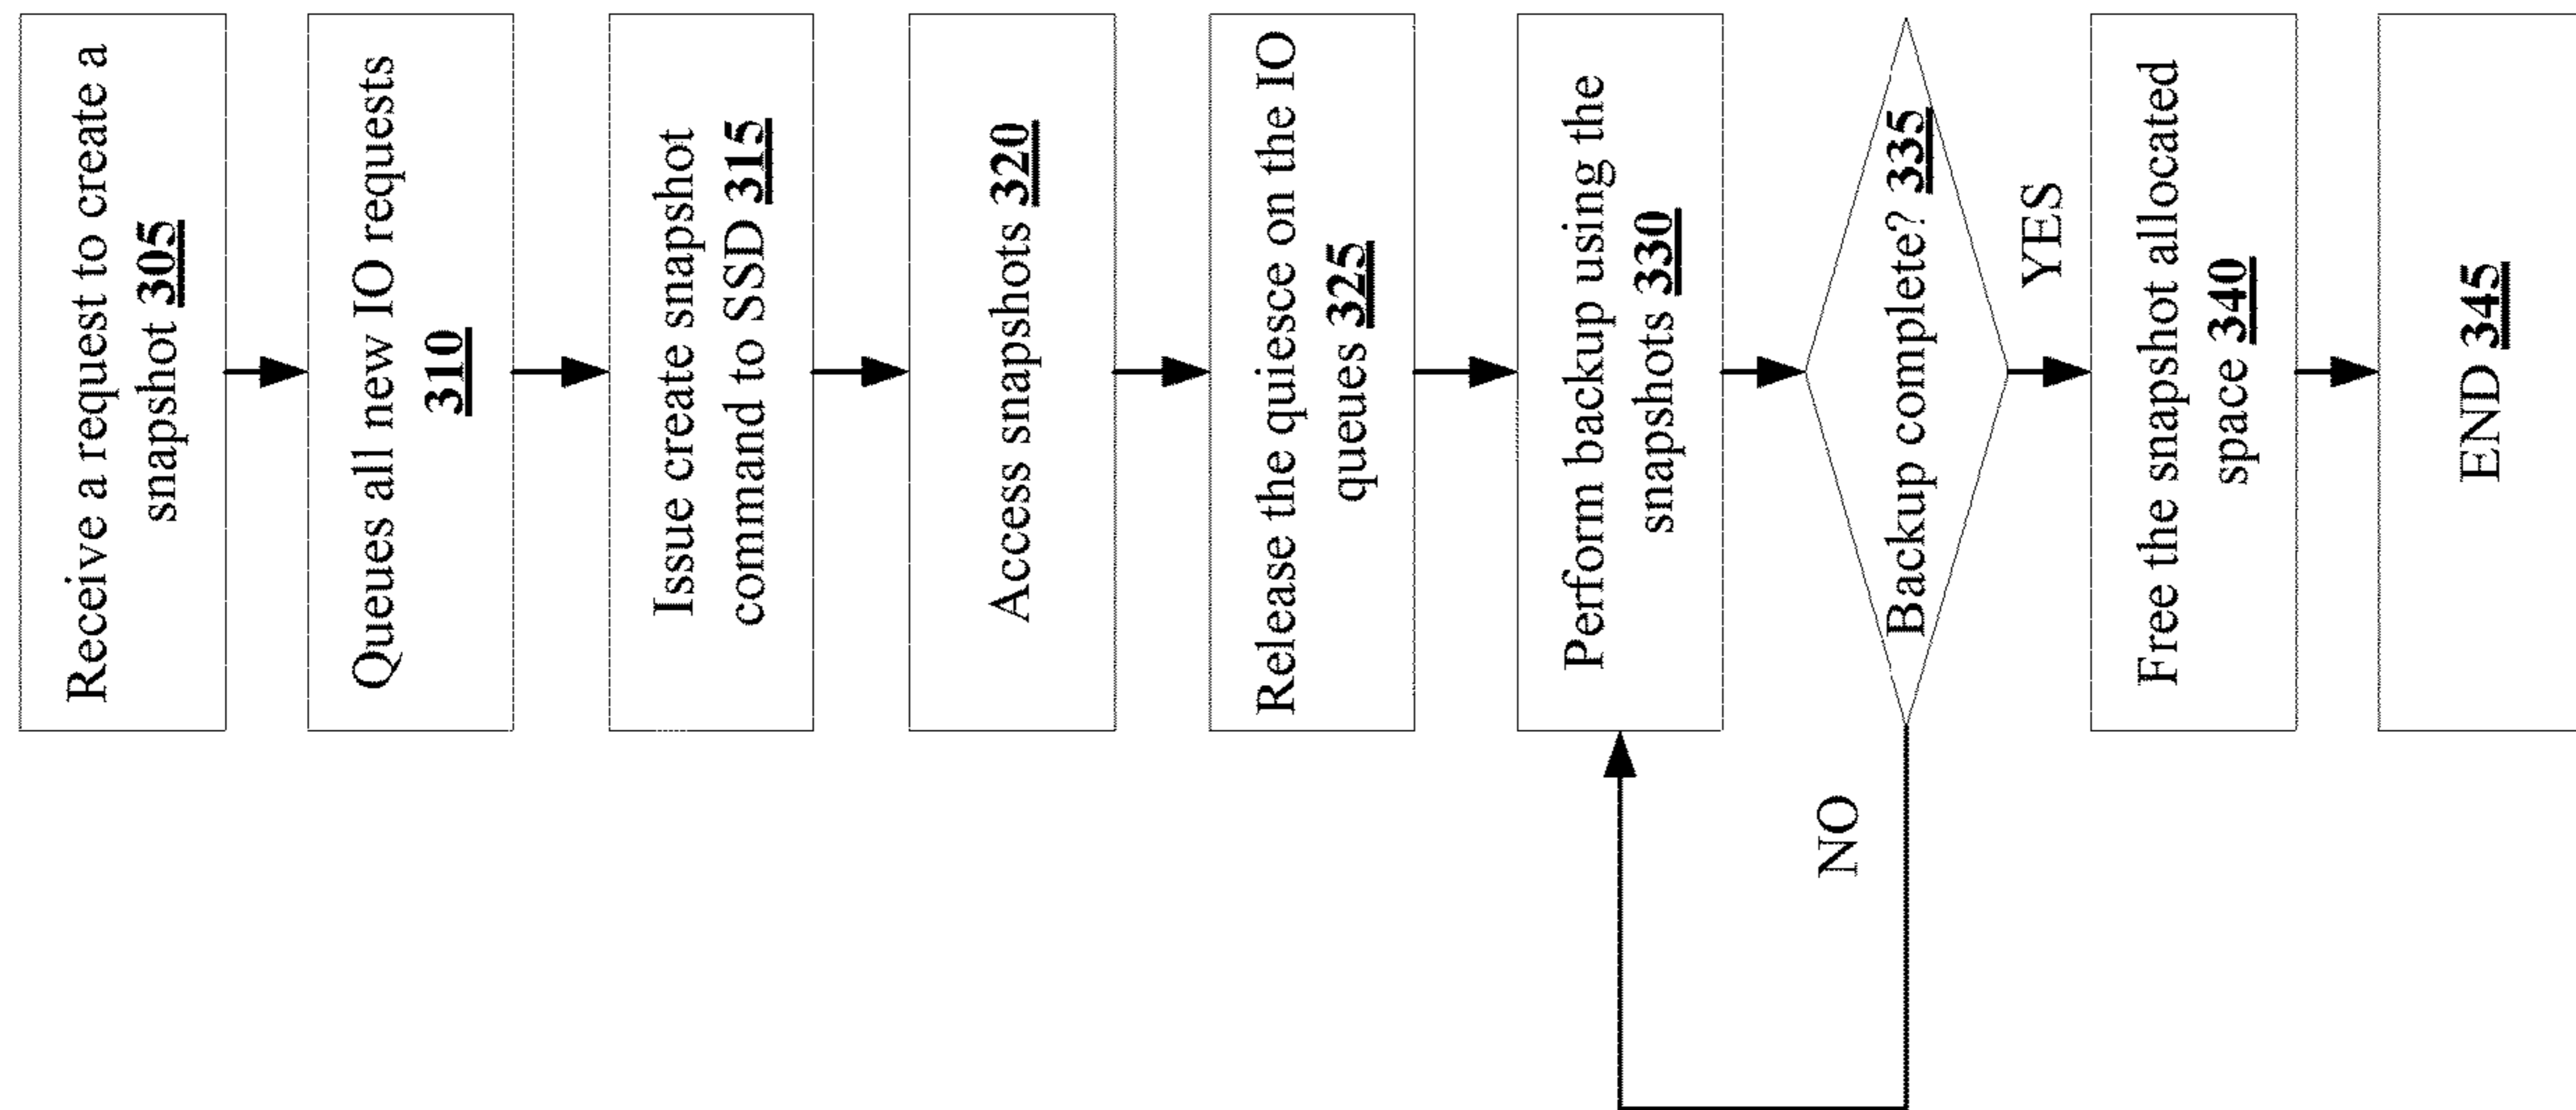 Receive a request to create a
snapshot 305
Queues all new IO requests
310
Issue create snapshot
command to SSD 315
Access snapshots 320
Release the quiesce on the IO
queues 325
Perform backup using the
snapshots 330
Backup complete? 335
NO
YES
Free the snapshot allocated
space 340
END 345